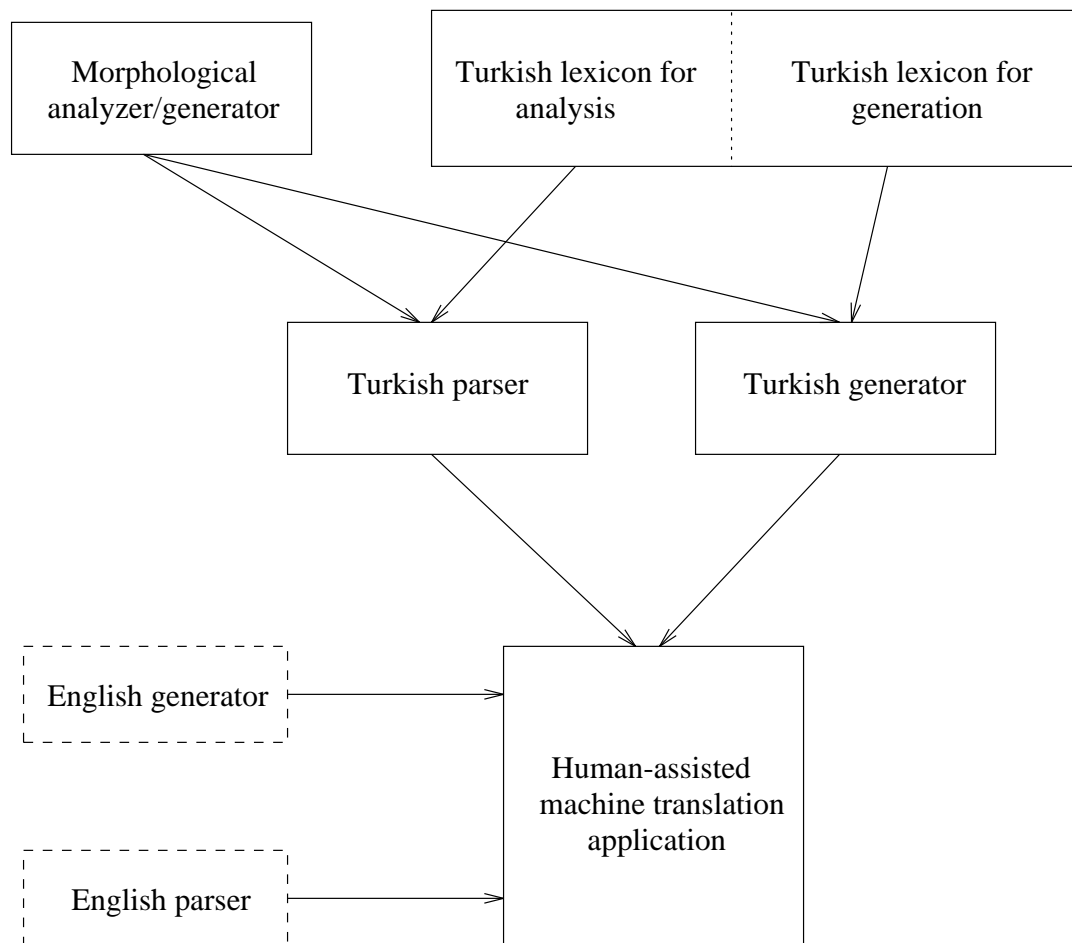 Morphological
analyzer/generator
Turkish lexicon for
analysis
Turkish lexicon for
generation
Turkish parser
Turkish generator
English generator
Human-assisted
machine translation
application
English parser